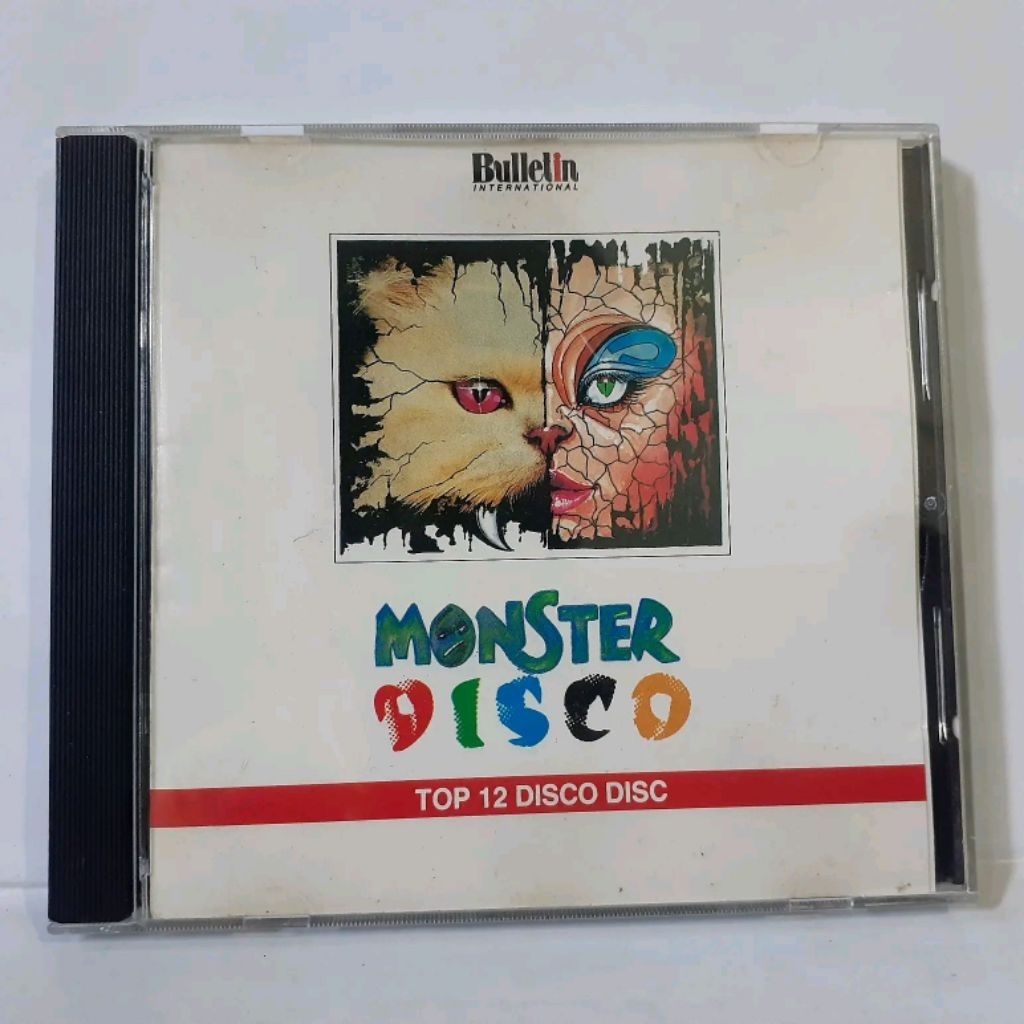 Bulletin
INTERNATIONAL
MONSTER
DISCO
TOP 12 DISCO DISC